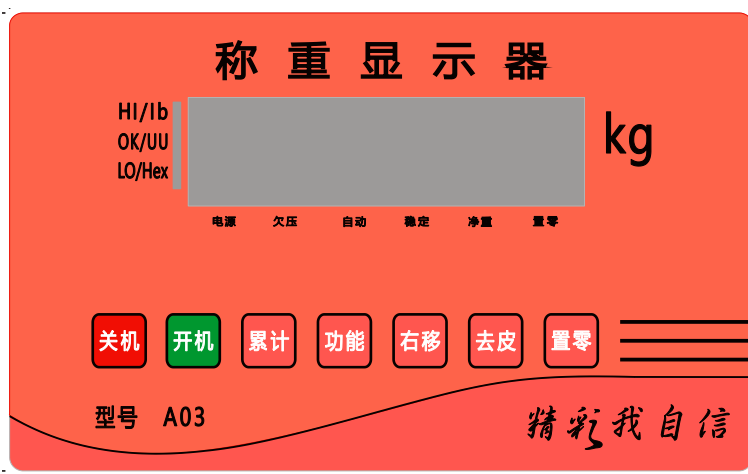 称重显示器
HI/Ib
OK/UU
LO/Hex
kg
电源 欠压 自动 稳定 净重 置零
关机 开机 累计 功能 右移 去皮 置零
型号 A03
精彩我自信